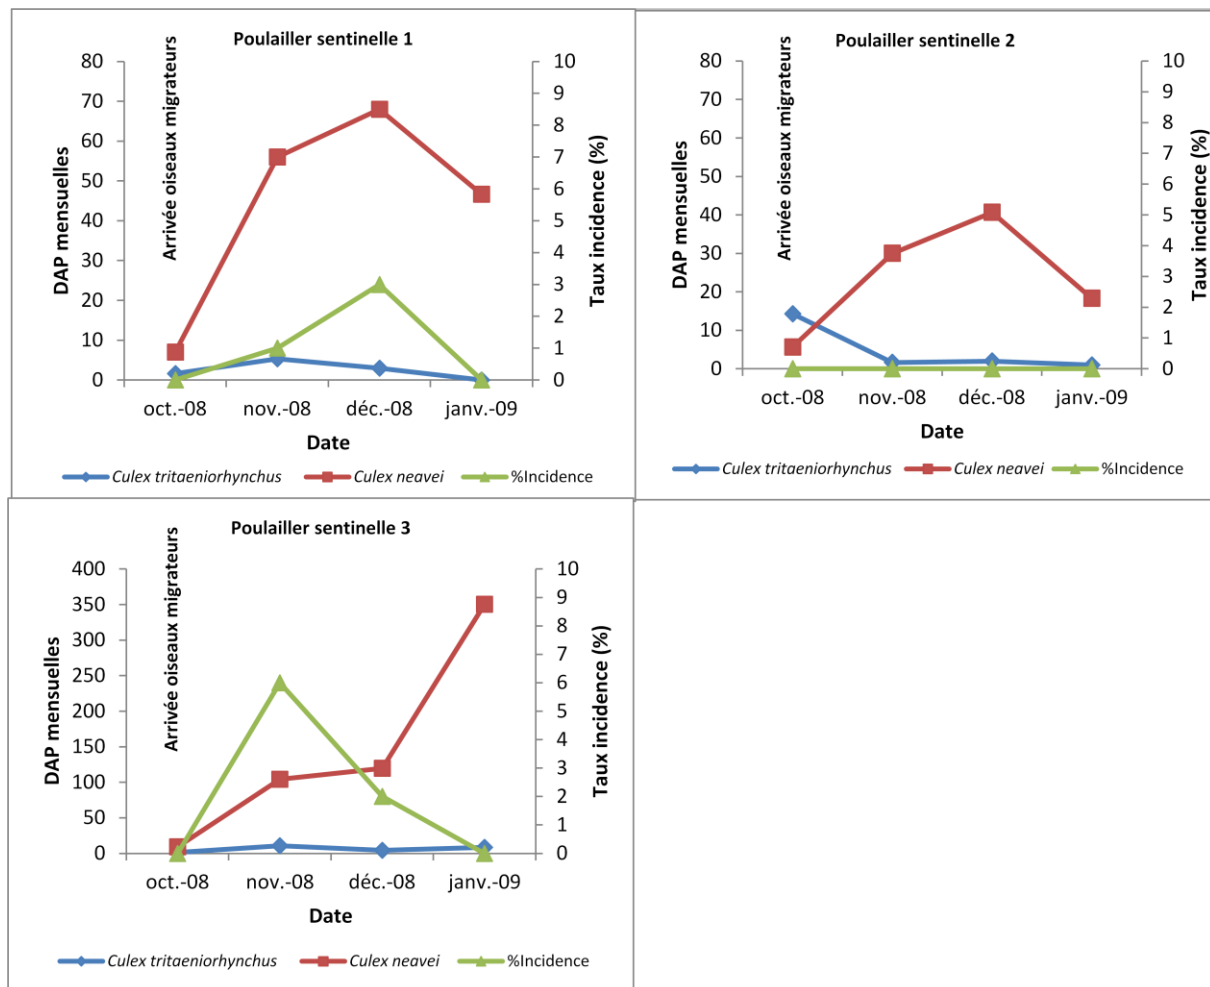 Poulailler sentinelle 1
Arrivée oiseaux migrateurs
DAP mensuelles
80
70
60
50
40
30
20
10
0
10
9
8
7
6
5
4
3
2
1
0
Taux incidence (%)
oct.-08 nov.-08 déc.-08 janv.-09
Date
Culex tritaeniorhynchus Culex neavei %Incidence
Poulailler sentinelle 2
Arrivée oiseaux migrateurs
DAP mensuelles
80
70
60
50
40
30
20
10
0
10
9
8
7
6
5
4
3
2
1
0
Taux incidence (%)
oct.-08 nov.-08 déc.-08 janv.-09
Date
Culex tritaeniorhynchus Culex neavei %Incidence
Poulailler sentinelle 3
Arrivée oiseaux migrateurs
DAP mensuelles
400
350
300
250
200
150
100
50
0
10
9
8
7
6
5
4
3
2
1
0
Taux incidence (%)
oct.-08 nov.-08 déc.-08 janv.-09
Date
Culex tritaeniorhynchus Culex neavei %Incidence